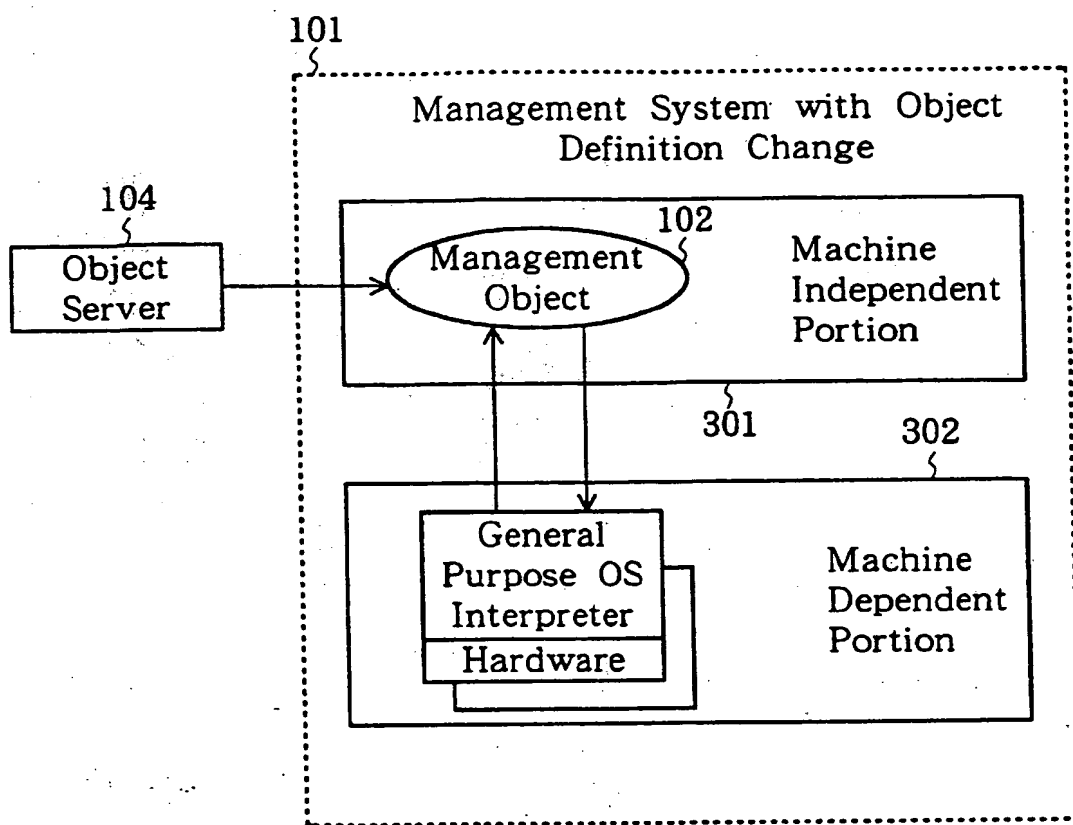 101
Management System with Object
Definition Change
104
Object
Server
102
Management
Object
Machine
Independent
Portion
301
302
General
Purpose OS
Interpreter
Hardware
Machine
Dependent
Portion